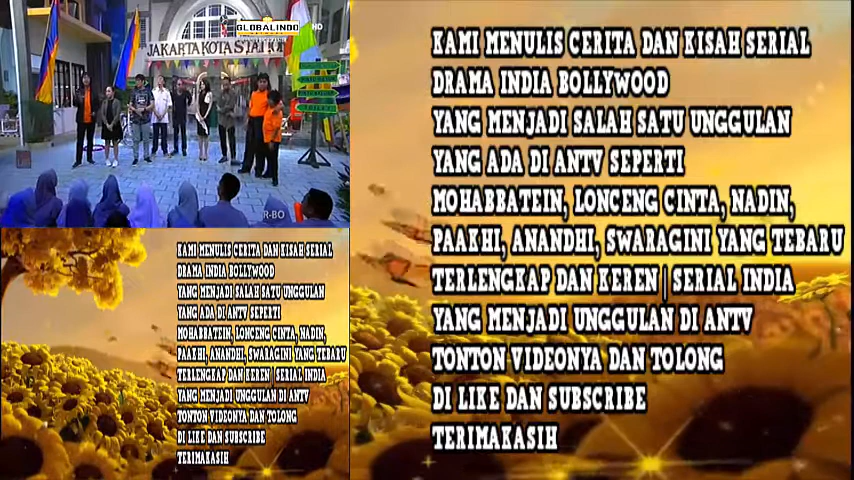 GLOBALINDO
HD
JAKARTA KOTA STATION
R-BO
KAMI MENULIS CERITA DAN KISAH SERIAL
DRAMA INDIA BOLLYWOOD
YANG MENJADI SALAH SATU UNGGULAN
YANG ADA DI ANTV SEPERTI
MOHABBATEIN, LONCENG CINTA, NADIN,
PAAKHI, ANANDHI, SWARAGINI YANG TEBARU
TERLENGKAP DAN KEREN | SERIAL INDIA
YANG MENJADI UNGGULAN DI ANTV
TONTON VIDEONYA DAN TOLONG
DI LIKE DAN SUBSCRIBE
TERIMAKASIH
KAMI MENULIS CERITA DAN KISAH SERIAL
DRAMA INDIA BOLLYWOOD
YANG MENJADI SALAH SATU UNGGULAN
YANG ADA DI ANTV SEPERTI
MOHABBATEIN, LONCENG CINTA, NADIN,
PAAKHI, ANANDHI, SWARAGINI YANG TEBARU
TERLENGKAP DAN KEREN | SERIAL INDIA
YANG MENJADI UNGGULAN DI ANTV
TONTON VIDEONYA DAN TOLONG
DI LIKE DAN SUBSCRIBE
TERIMAKASIH